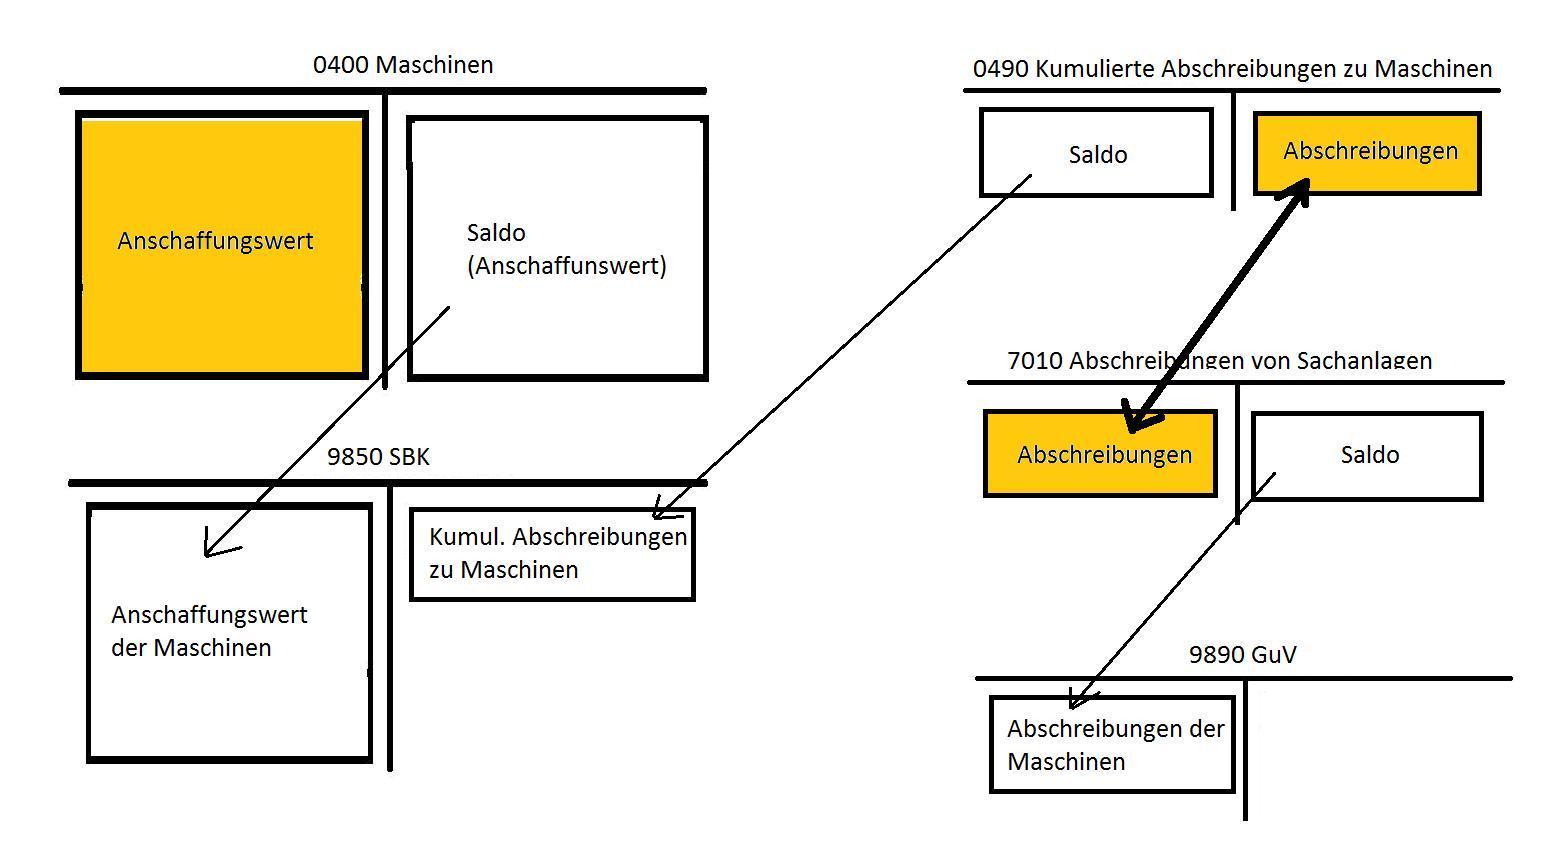 0400 Maschinen
Anschaffungswert
Saldo
(Anschaffunswert)
9850 SBK
Anschaffungswert
der Maschinen
Kumul. Abschreibungen
zu Maschinen
0490 Kumulierte Abschreibungen zu Maschinen
Saldo
Abschreibungen
7010 Abschreibungen von Sachanlagen
Abschreibungen
Saldo
9890 GuV
Abschreibungen der
Maschinen